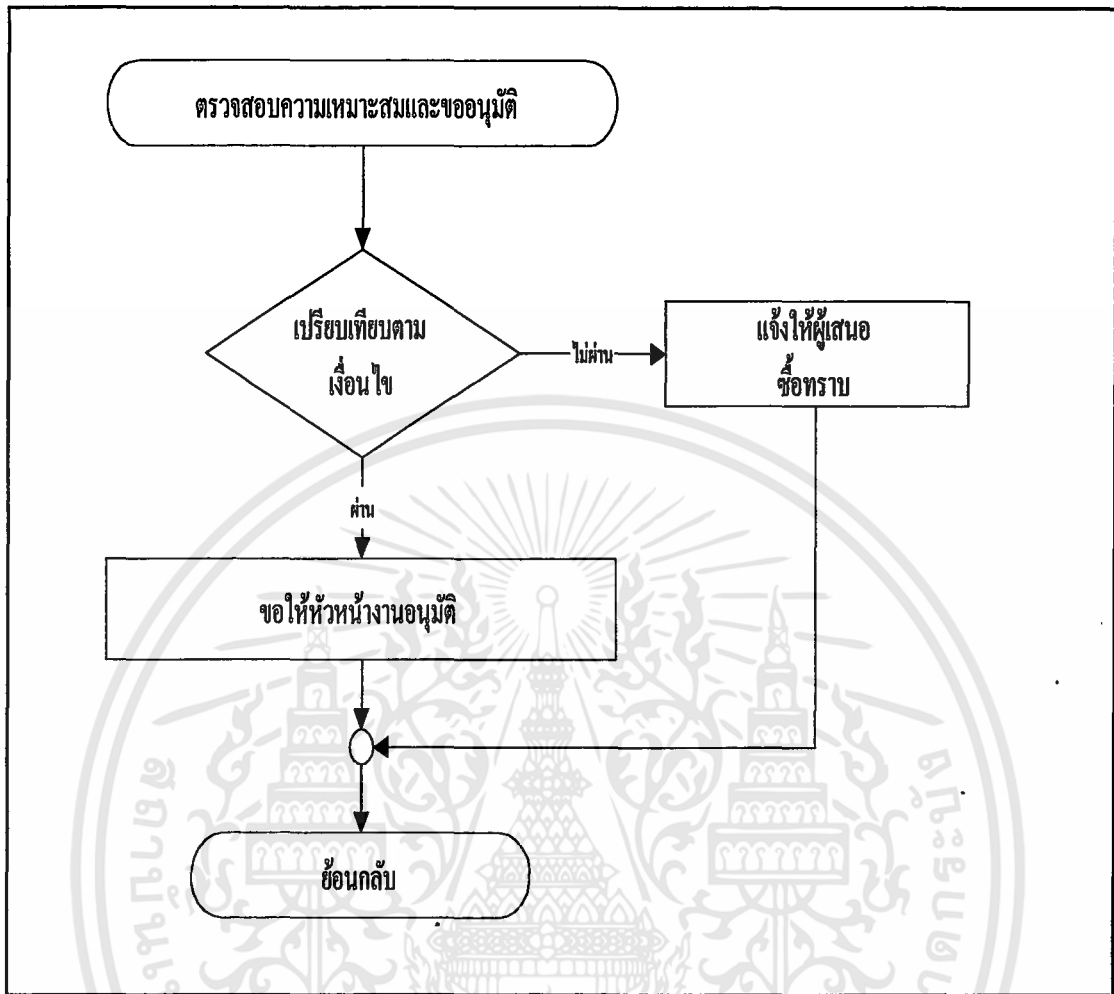 ตรวจสอบความเหมาะสมและขออนุมัติ
เปรียบเทียบตาม
เงื่อนไข
ไม่ผ่าน
แจ้งให้ผู้เสนอ
ซื้อทราบ
ผ่าน
ขอให้หัวหน้างานอนุมัติ
ย้อนกลับ